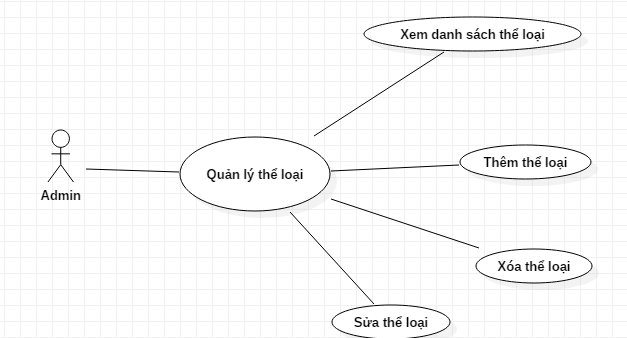 Xem danh sách thể loại
Thêm thể loại
Quản lý thể loại
Admin
Xóa thể loại
Sửa thể loại